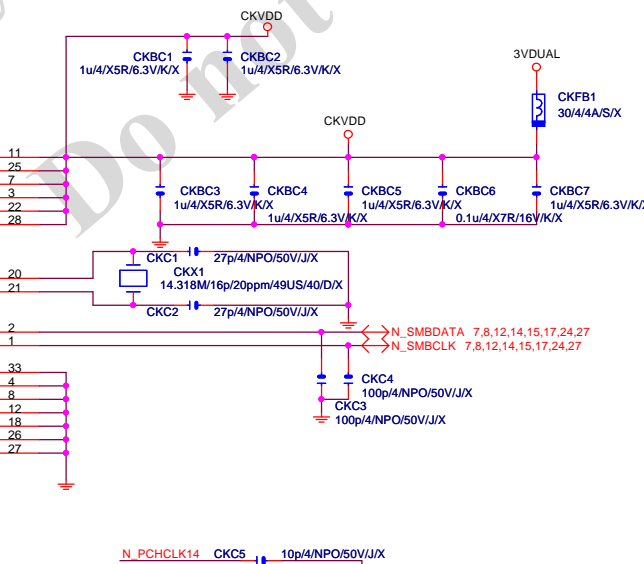 CKVDD
CKBC1
1u/4/X5R/6.3V/K/X
CKBC2
1u/4/X5R/6.3V/K/X
3VDUAL
CKFB1
30/4/4A/S/X
CKVDD
11
25
7
3
22
28
CKBC3
1u/4/X5R/6.3V/K/X
CKBC4
1u/4/X5R/6.3V/K/X
CKBC5
1u/4/X5R/6.3V/K/X
CKBC6
0.1u/4/X7R/16V/K/X
CKBC7
1u/4/X5R/6.3V/K/X
20
21
CKC1
27p/4/NPO/50V/J/X
CKX1
14.318M/16p/20ppm/49US/40/D/X
CKC2
27p/4/NPO/50V/J/X
2
1
N_SMBDATA 7,8,12,14,15,17,24,27
N_SMBCLK 7,8,12,14,15,17,24,27
33
4
8
12
18
26
27
CKC4
100p/4/NPO/50V/J/X
CKC3
100p/4/NPO/50V/J/X
N_PCHCLK14
CKC5
10p/4/NPO/50V/J/X
Do not